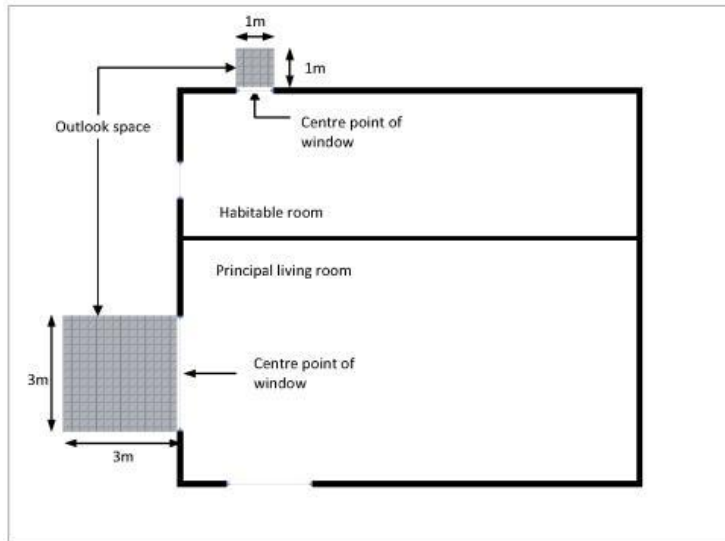 1m
1m
Outlook space
Centre point of
window
Habitable room
Principal living room
Centre point of
window
3m
3m